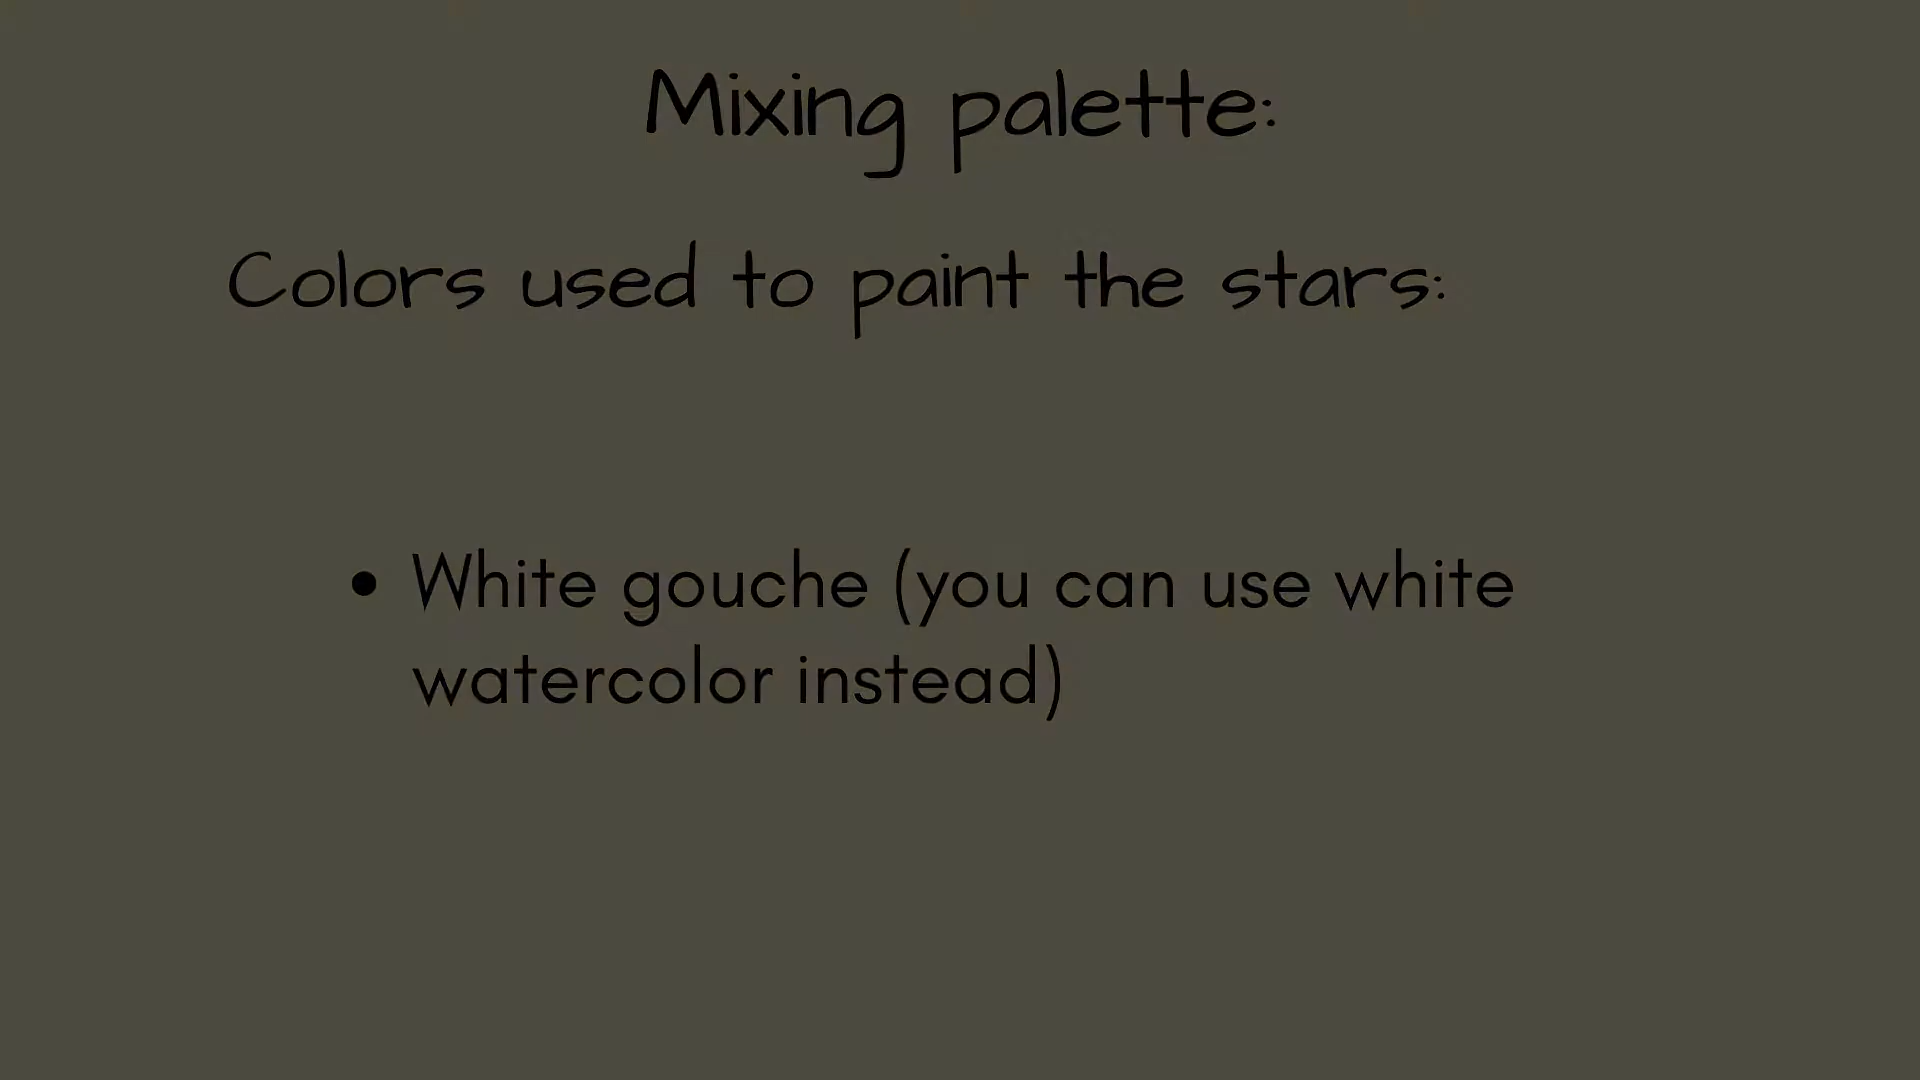 Mixing palette:
Colors used to paint the stars:
• White gouche (you can use white
watercolor instead)